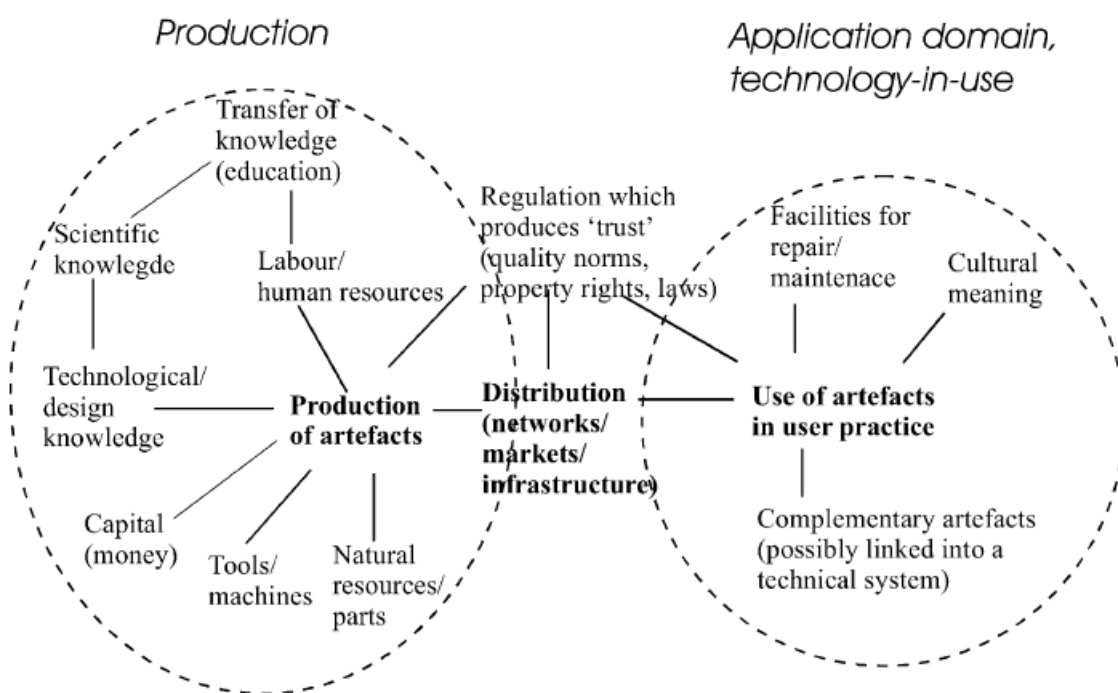 Production
Application domain,
technology-in-use
Transfer of
knowledge
(education)
Scientific
knowlegde
Labour/
human resources
Regulation which
produces ‘trust’
(quality norms,
property rights, laws)
Facilities for
repair/
maintenace
Cultural
meaning
Technological/
design
knowledge
Production
of artefacts
Distribution
(networks/
markets/
infrastructure)
Use of artefacts
in user practice
Capital
(money)
Tools/
machines
Natural
resources/
parts
Complementary artefacts
(possibly linked into a
technical system)